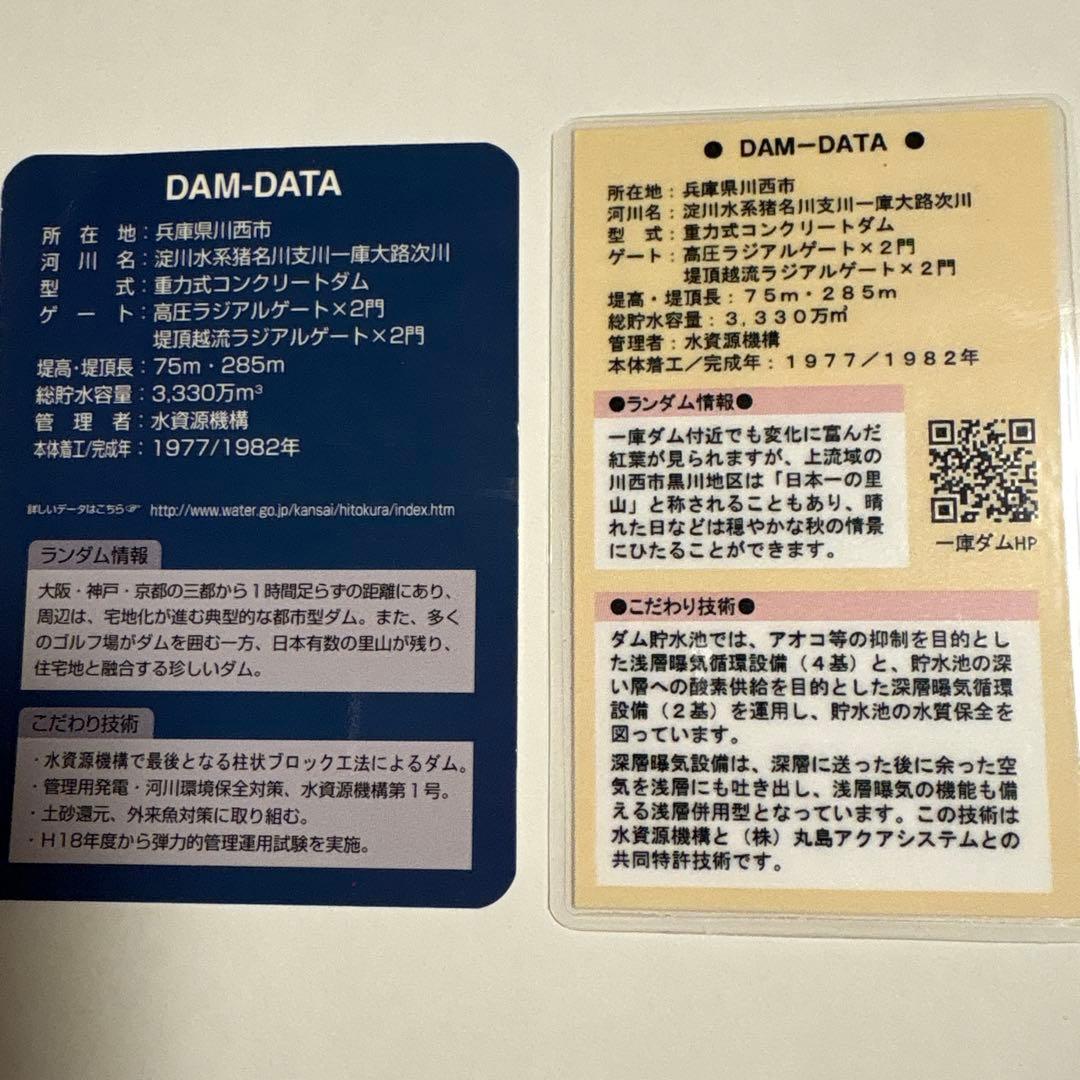 DAM-DATA
所在地：兵庫県川西市
河川名：淀川水系猪名川支川一庫大路次川
型式：重力式コンクリートダム
ゲート：高圧ラジアルゲート×2門
堤頂越流ラジアルゲート×2門
堤高・堤頂長：75m・285m
総貯水容量：3,330万m³
管理者：水資源機構
本体着工/完成年：1977/1982年
詳しいデータはこちら☞ http://www.water.go.jp/kansai/hitokura/index.htm
ランダム情報
大阪・神戸・京都の三都から1時間足らずの距離にあり、
周辺は、宅地化が進む典型的な都市型ダム。また、多く
のゴルフ場がダムを囲む一方、日本有数の里山が残り、
住宅地と融合する珍しいダム。
こだわり技術
・水資源機構で最後となる柱状ブロック工法によるダム。
・管理用発電・河川環境保全対策、水資源機構第1号。
・土砂還元、外来魚対策に取り組む。
・H18年度から弾力的管理運用試験を実施。
● DAM－DATA ●
所在地：兵庫県川西市
河川名：淀川水系猪名川支川一庫大路次川
型式：重力式コンクリートダム
ゲート：高圧ラジアルゲート×２門
堤頂越流ラジアルゲート×２門
堤高・堤頂長：７５ｍ・２８５ｍ
総貯水容量：３，３３０万㎥
管理者：水資源機構
本体着工／完成年：１９７７／１９８２年
●ランダム情報●
一庫ダム付近でも変化に富んだ
紅葉が見られますが、上流域の
川西市黒川地区は「日本一の里
山」と称されることもあり、晴
れた日などは穏やかな秋の情景
にひたることができます。
一庫ダムHP
●こだわり技術●
ダム貯水池では、アオコ等の抑制を目的とし
た浅層曝気循環設備（４基）と、貯水池の深
い層への酸素供給を目的とした深層曝気循環
設備（２基）を運用し、貯水池の水質保全を
図っています。
深層曝気設備は、深層に送った後に余った空
気を浅層にも吐き出し、浅層曝気の機能も備
える浅層併用型となっています。この技術は
水資源機構と（株）丸島アクアシステムとの
共同特許技術です。